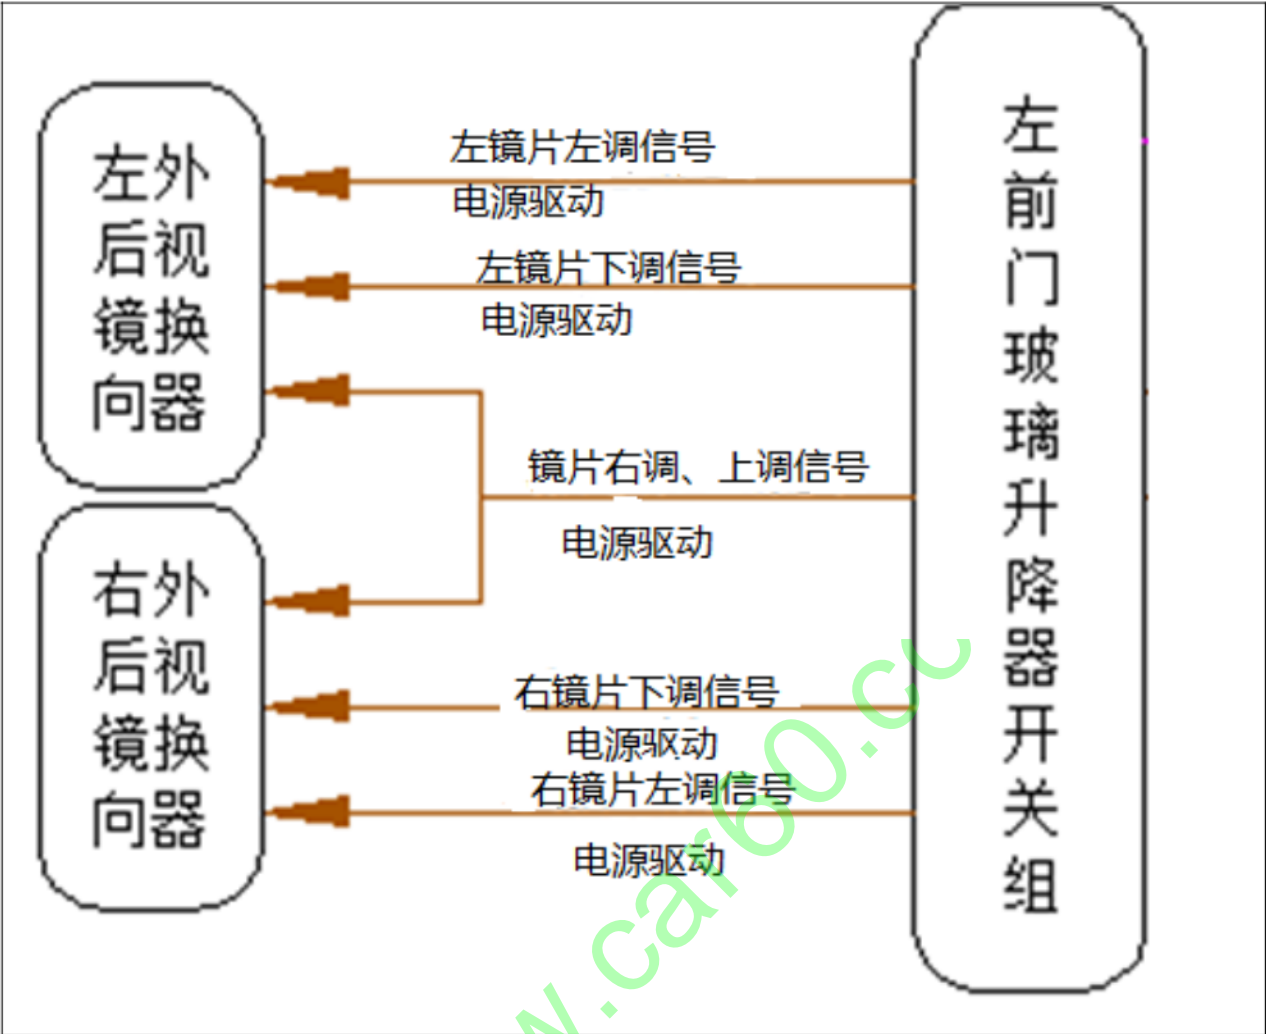 左外
后视
镜换
向器
右外
后视
镜换
向器
左镜片左调信号
电源驱动
左镜片下调信号
电源驱动
镜片右调、上调信号
电源驱动
右镜片下调信号
电源驱动
右镜片左调信号
电源驱动
左
前
门
玻
璃
升
降
器
开
关
组
w.car60.cc